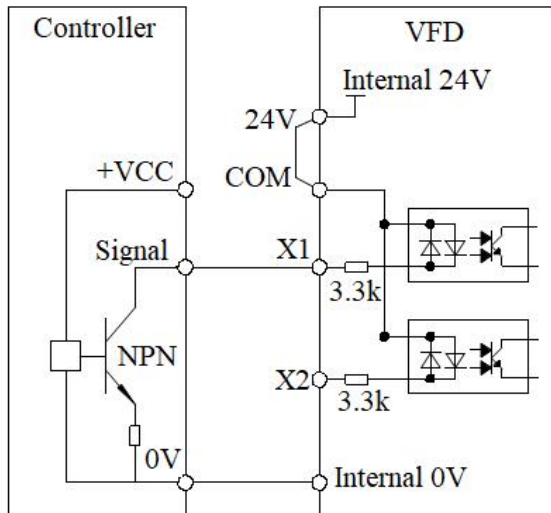 Controller
VFD
Internal 24V
24V
+VCC
COM
Signal
X1
3.3k
NPN
X2
3.3k
0V
Internal 0V